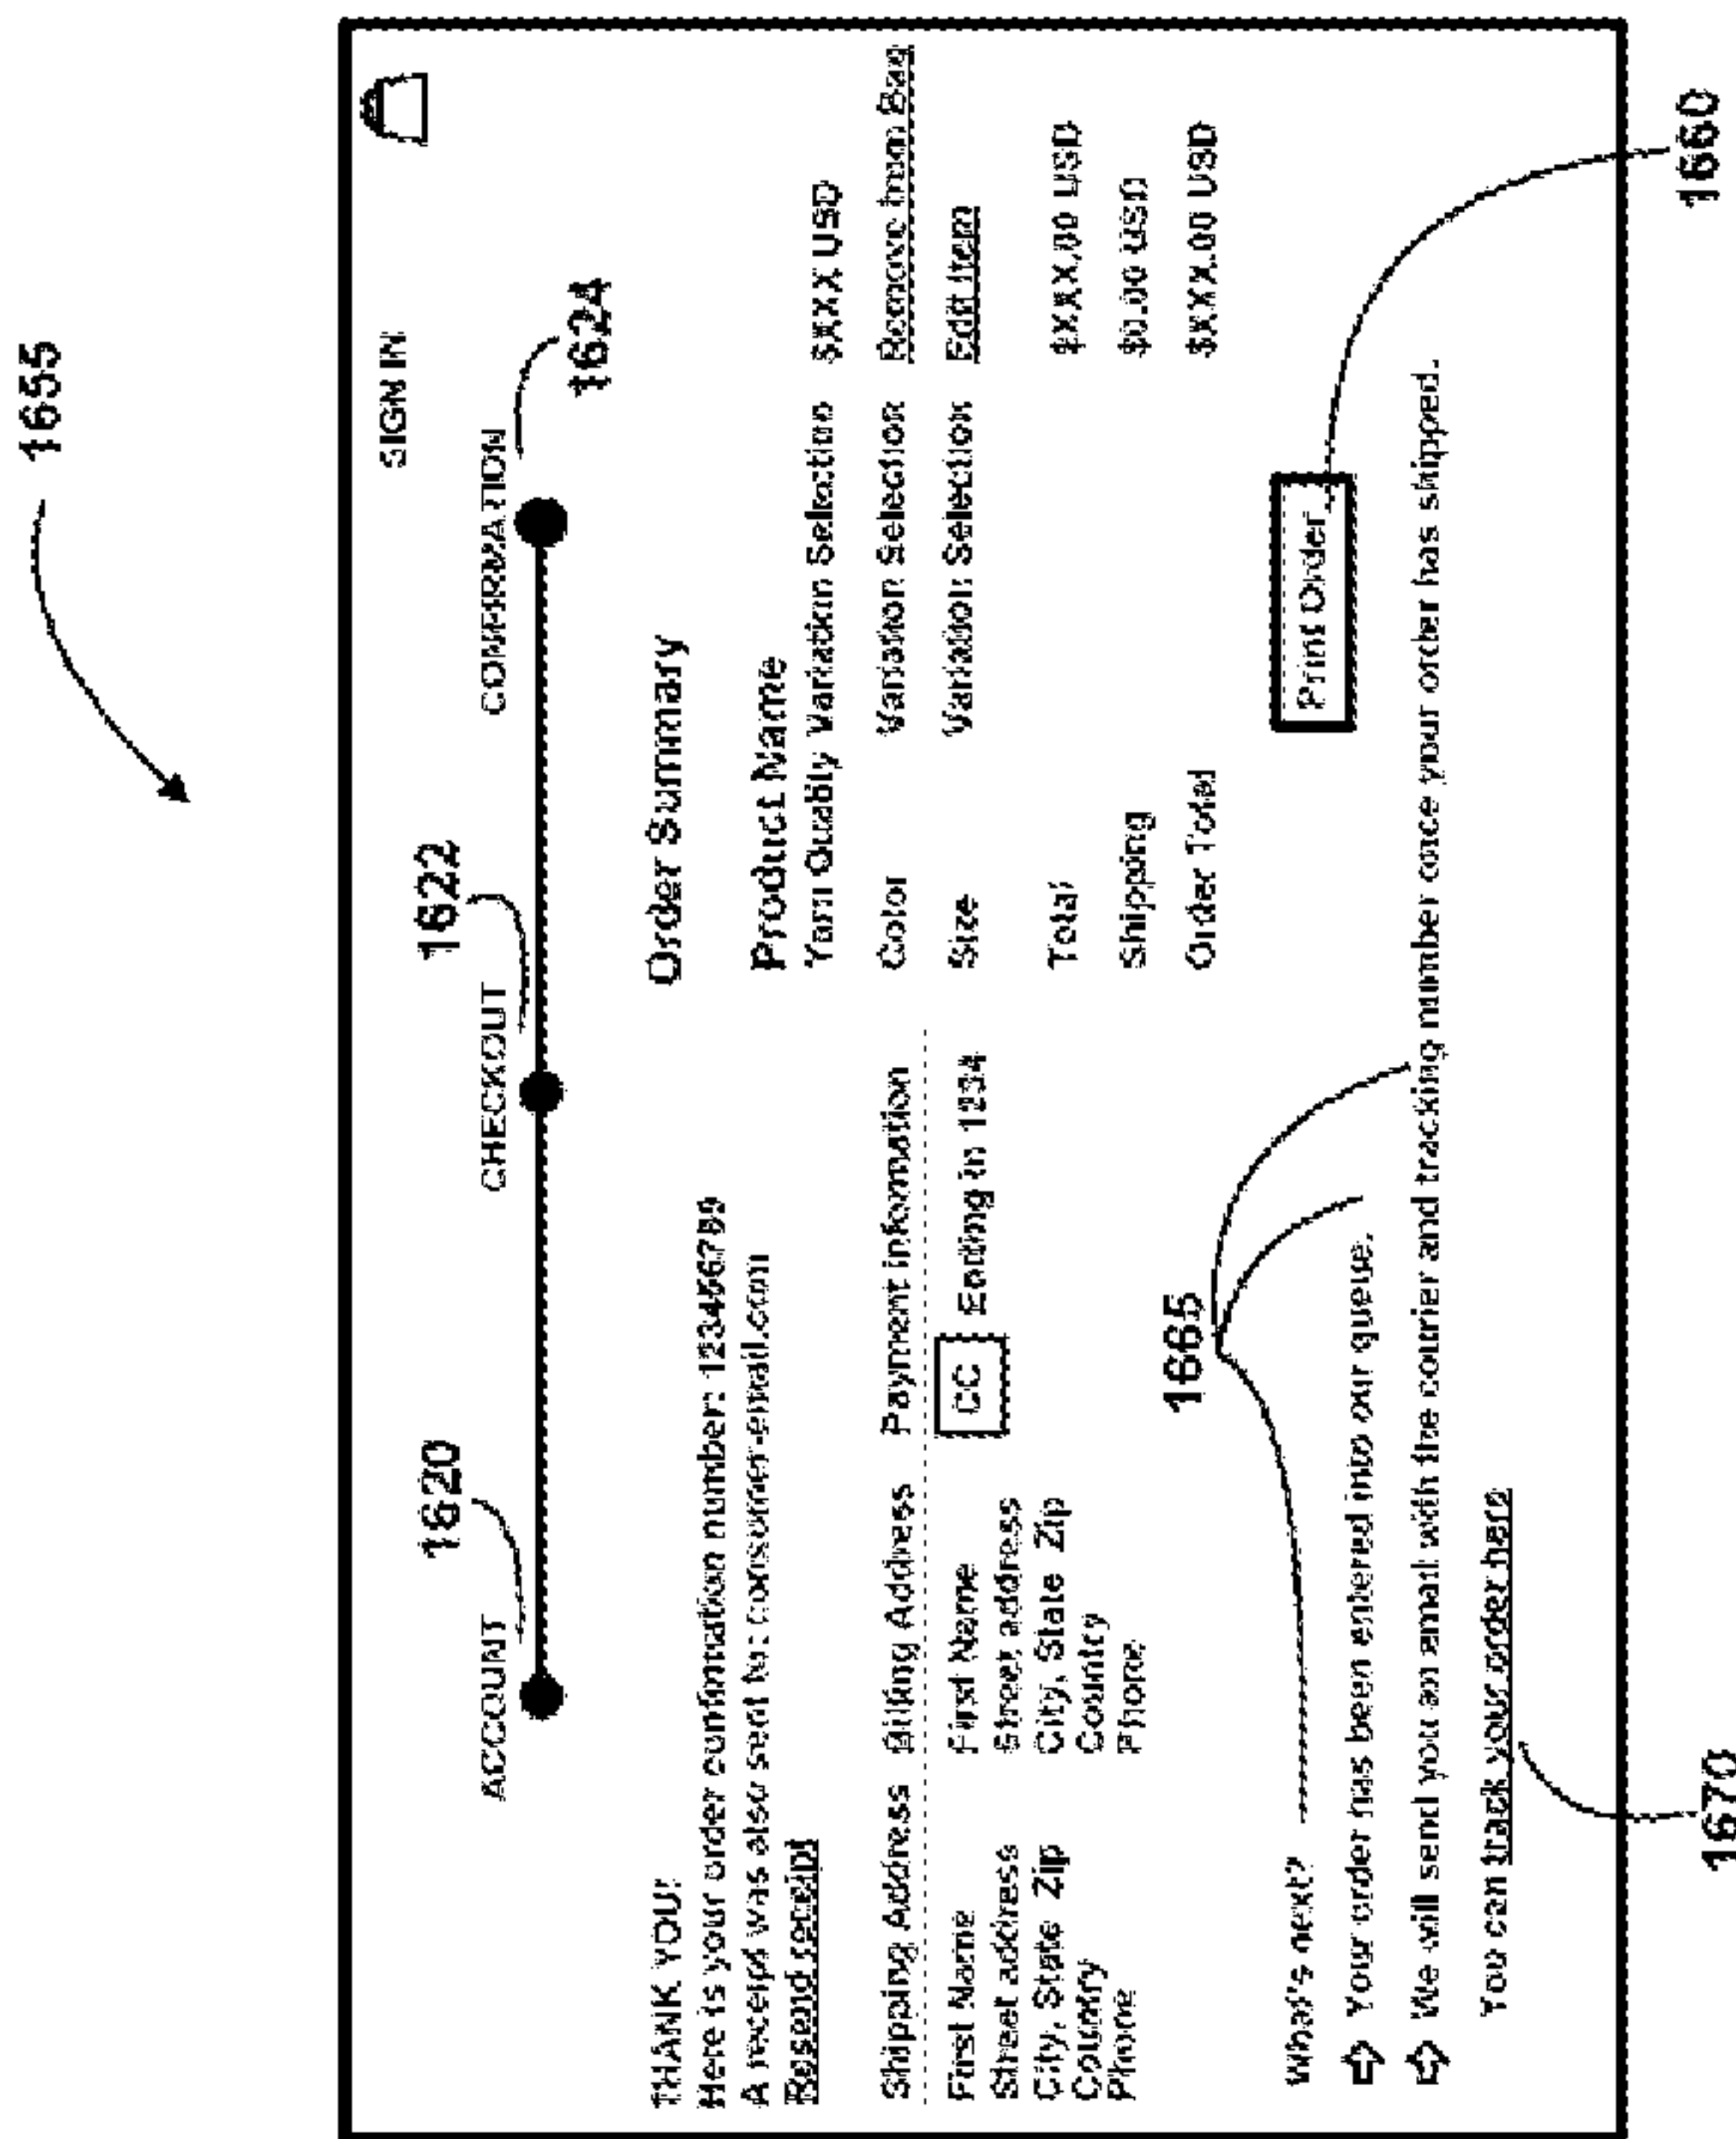 1655
SIGN IN
1620
1622
1624
ACCOUNT
CHECKOUT
CONFIRMATION
THANK YOU!
Here is your order confirmation number: 123456789
A receipt was also sent to: consumer-email.com
Resend receipt
Order Summary
Product Name
Yarn Quality Variation Selection $XXX USD
Color Variation Selection Remove from Bag
Size Variation Selection Edit Item
Total $XXX.00 USD
Shipping $0.00 USD
Order Total $XXX.00 USD
Shipping Address Billing Address Payment information
First Name First Name CC Ending in 1234
Street address Street address
City, State Zip City, State Zip
Country Country
Phone Phone
1665
Print Order
1660
What's next?
⇨ Your order has been entered into our queue.
⇨ We will send you an email with the courier and tracking number once your order has shipped.
You can track your order here
1670